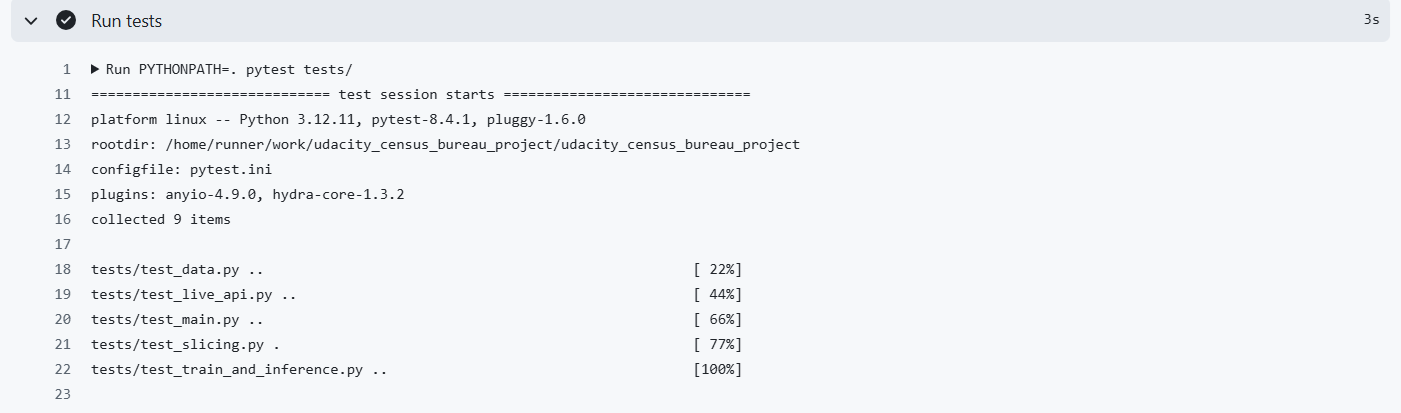 Run tests 3s
1 Run PYTHONPATH=. pytest tests/
11 ============================= test session starts ==============================
12 platform linux -- Python 3.12.11, pytest-8.4.1, pluggy-1.6.0
13 rootdir: /home/runner/work/udacity_census_bureau_project/udacity_census_bureau_project
14 configfile: pytest.ini
15 plugins: anyio-4.9.0, hydra-core-1.3.2
16 collected 9 items
17
18 tests/test_data.py .. [ 22%]
19 tests/test_live_api.py .. [ 44%]
20 tests/test_main.py .. [ 66%]
21 tests/test_slicing.py . [ 77%]
22 tests/test_train_and_inference.py .. [100%]
23